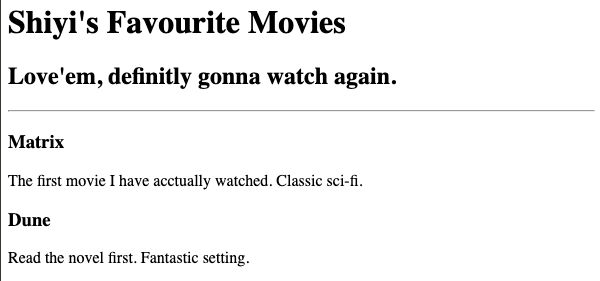 Shiyi's Favourite Movies
Love'em, definitly gonna watch again.
Matrix
The first movie I have acctually watched. Classic sci-fi.
Dune
Read the novel first. Fantastic setting.